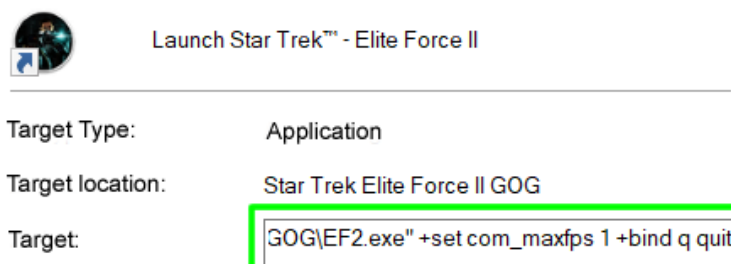 Launch Star Trek™ - Elite Force II
Target Type: Application
Target location: Star Trek Elite Force II GOG
Target: GOG\EF2.exe" +set com_maxfps 1 +bind q quit